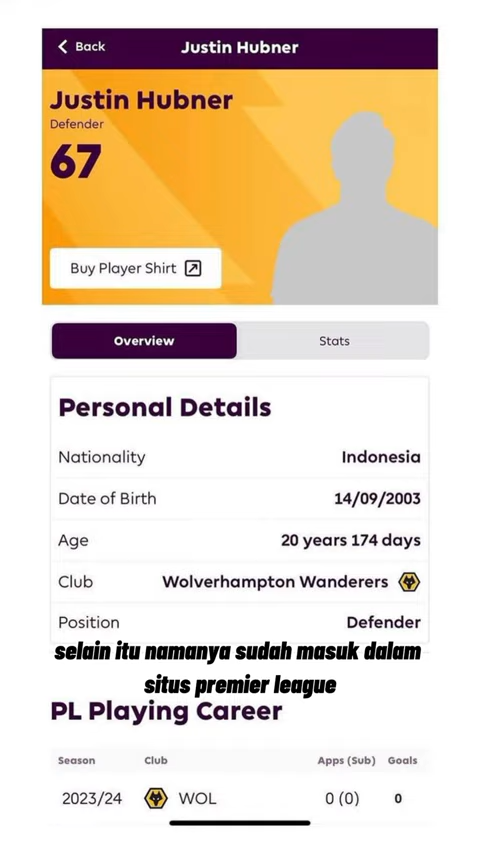 Back
Justin Hubner
Justin Hubner
Defender
67
Buy Player Shirt
Overview
Stats
Personal Details
Nationality Indonesia
Date of Birth 14/09/2003
Age 20 years 174 days
Club Wolverhampton Wanderers
Position Defender
selain itu namanya sudah masuk dalam
situs premier league
PL Playing Career
Season Club Apps (Sub) Goals
2023/24 WOL 0 (0) 0